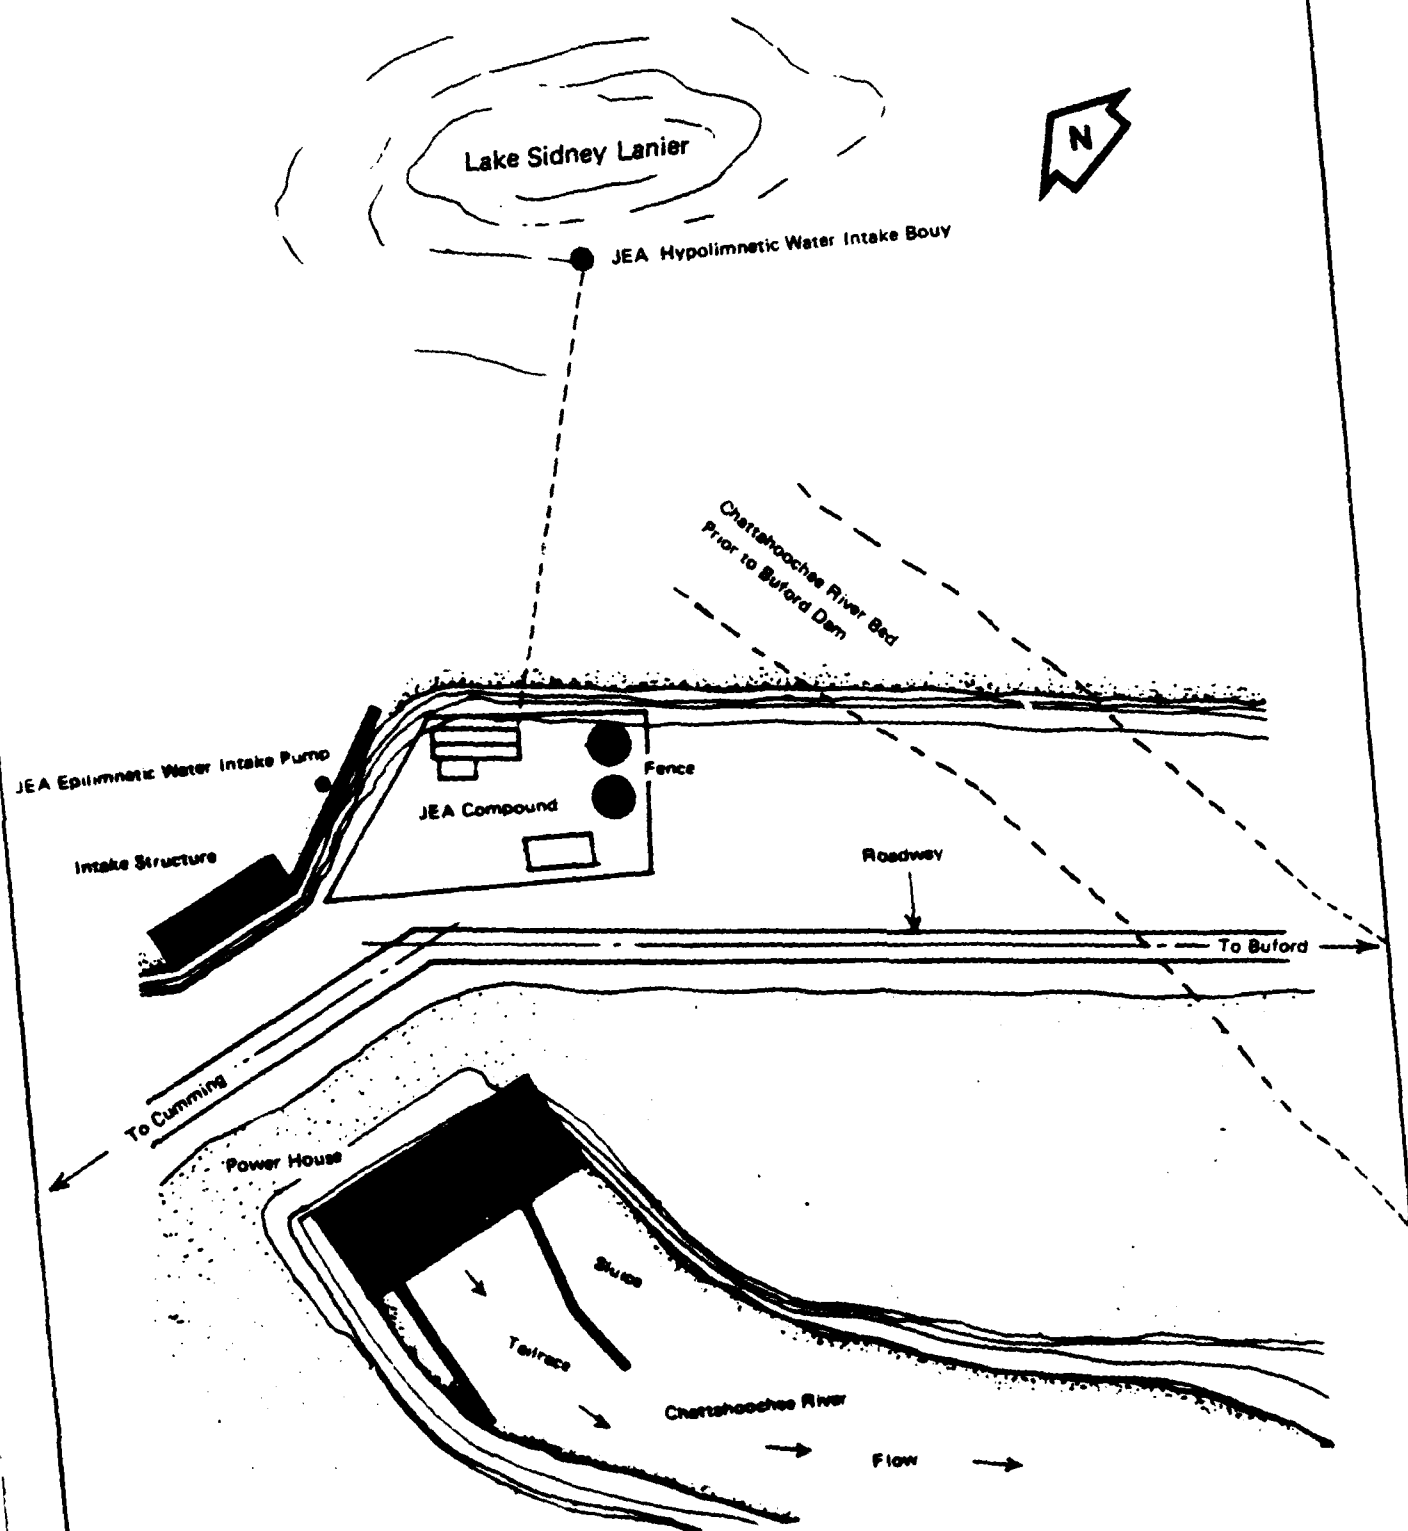 Lake Sidney Lanier
N
JEA Hypolimnetic Water Intake Bouy
Chattahoochee River Bed
Prior to Buford Dam
JEA Epilimnetic Water Intake Pump
Fence
JEA Compound
Intake Structure
Roadway
To Buford
To Cumming
Power House
Sluice
Tailrace
Chattahoochee River
Flow